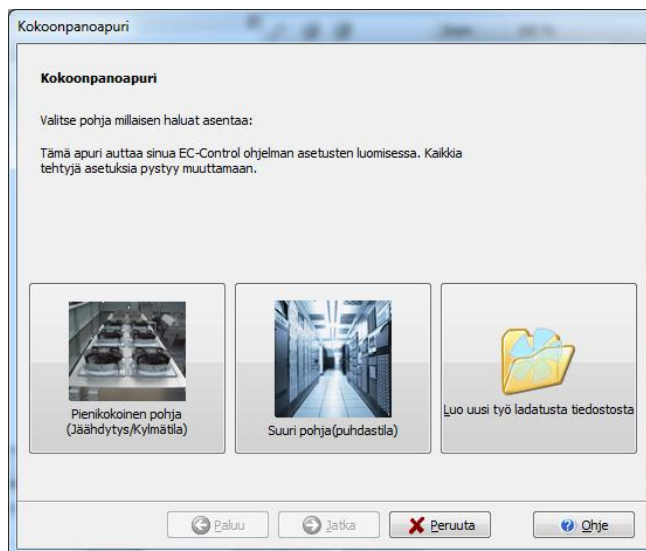 Kokoonpanoapuri
Kokoonpanoapuri
Valitse pohja millaisen haluat asentaa:
Tämä apuri auttaa sinua EC-Control ohjelman asetusten luomisessa. Kaikkia
tehtyjä asetuksia pystyy muuttamaan.
Pienikokoinen pohja
(Jäähdytys/Kylmätila)
Suuri pohja(puhdastila)
Luo uusi työ ladatusta tiedostosta
Paluu
Jatka
Peruuta
Ohje